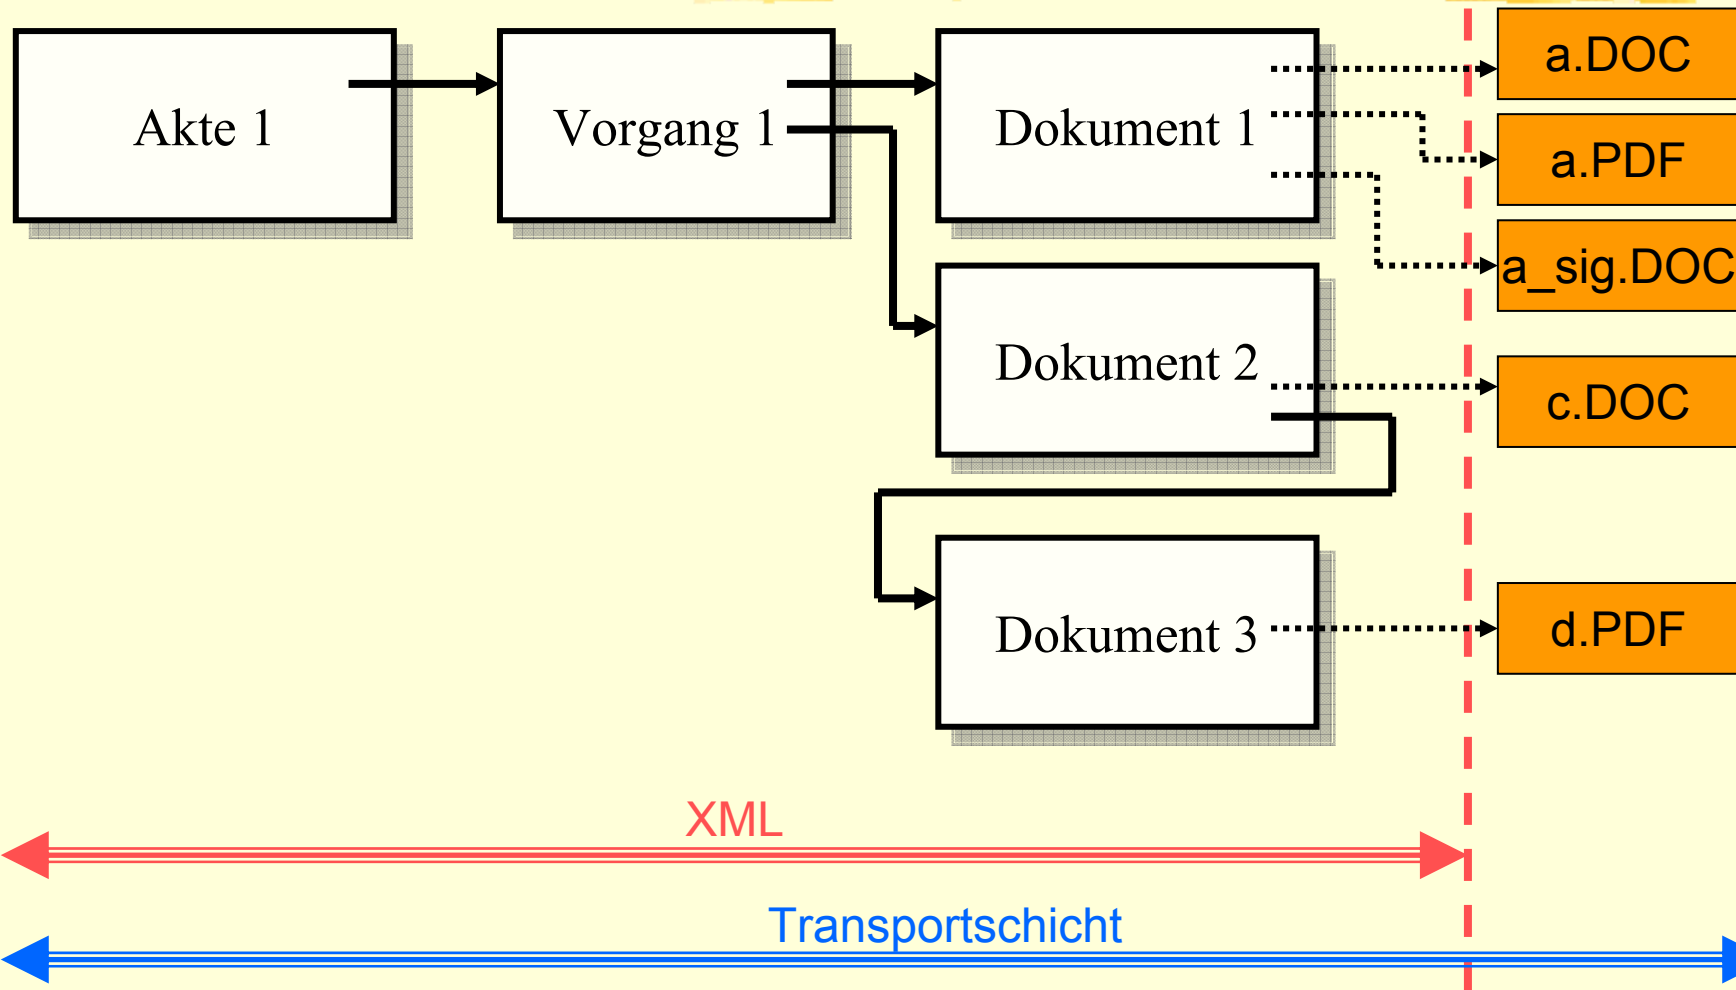 Akte 1
Vorgang 1
Dokument 1
a.DOC
a.PDF
a_sig.DOC
Dokument 2
c.DOC
Dokument 3
d.PDF
XML
Transportschicht